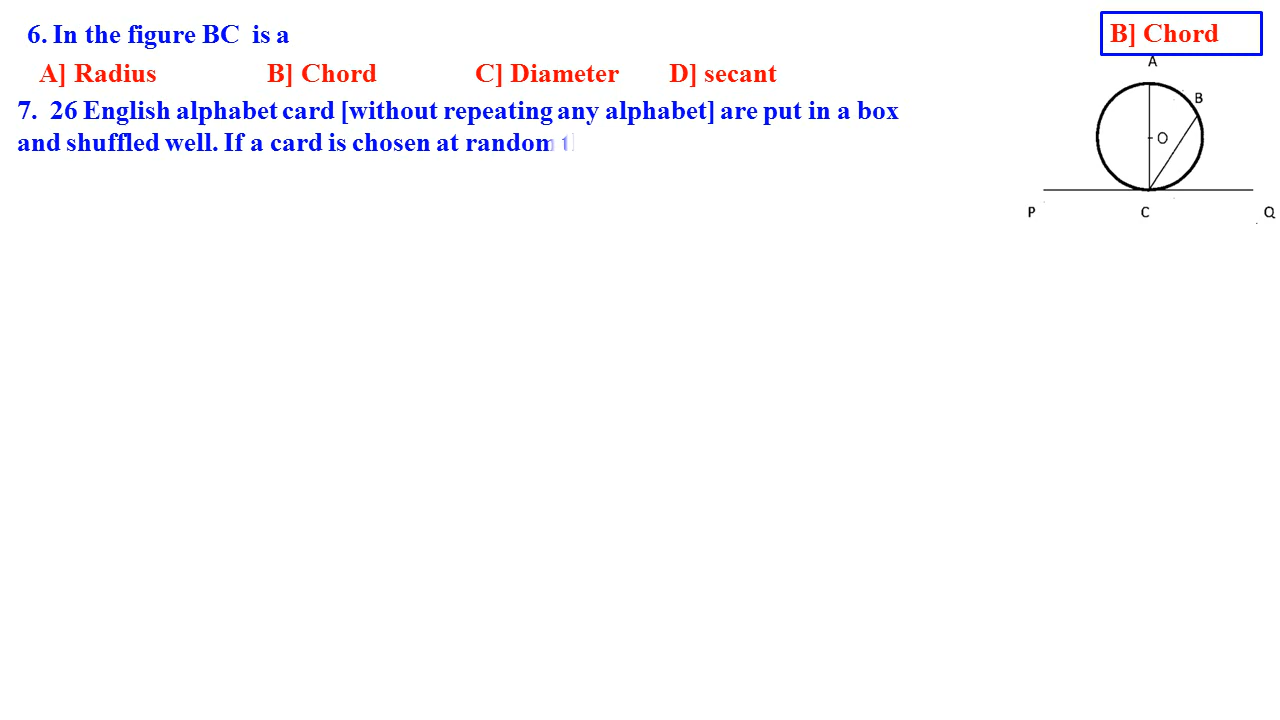 6. In the figure BC is a
B] Chord
A] Radius B] Chord C] Diameter D] secant
7. 26 English alphabet card [without repeating any alphabet] are put in a box
and shuffled well. If a card is chosen at random
A
B
O
P C Q